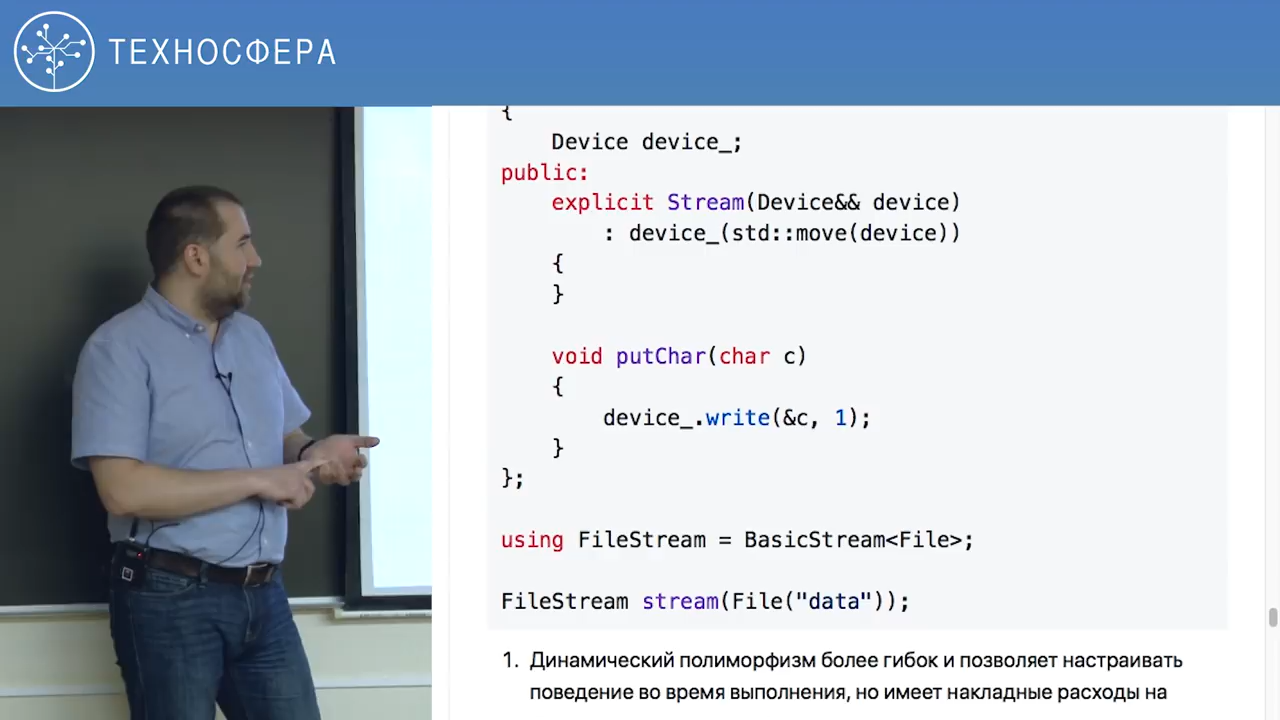 ТЕХНОСФЕРА
{
Device device_;
public:
explicit Stream(Device&& device)
: device_(std::move(device))
{
}
void putChar(char c)
{
device_.write(&c, 1);
}
};
using FileStream = BasicStream<File>;
FileStream stream(File("data"));
1. Динамический полиморфизм более гибок и позволяет настраивать
поведение во время выполнения, но имеет накладные расходы на